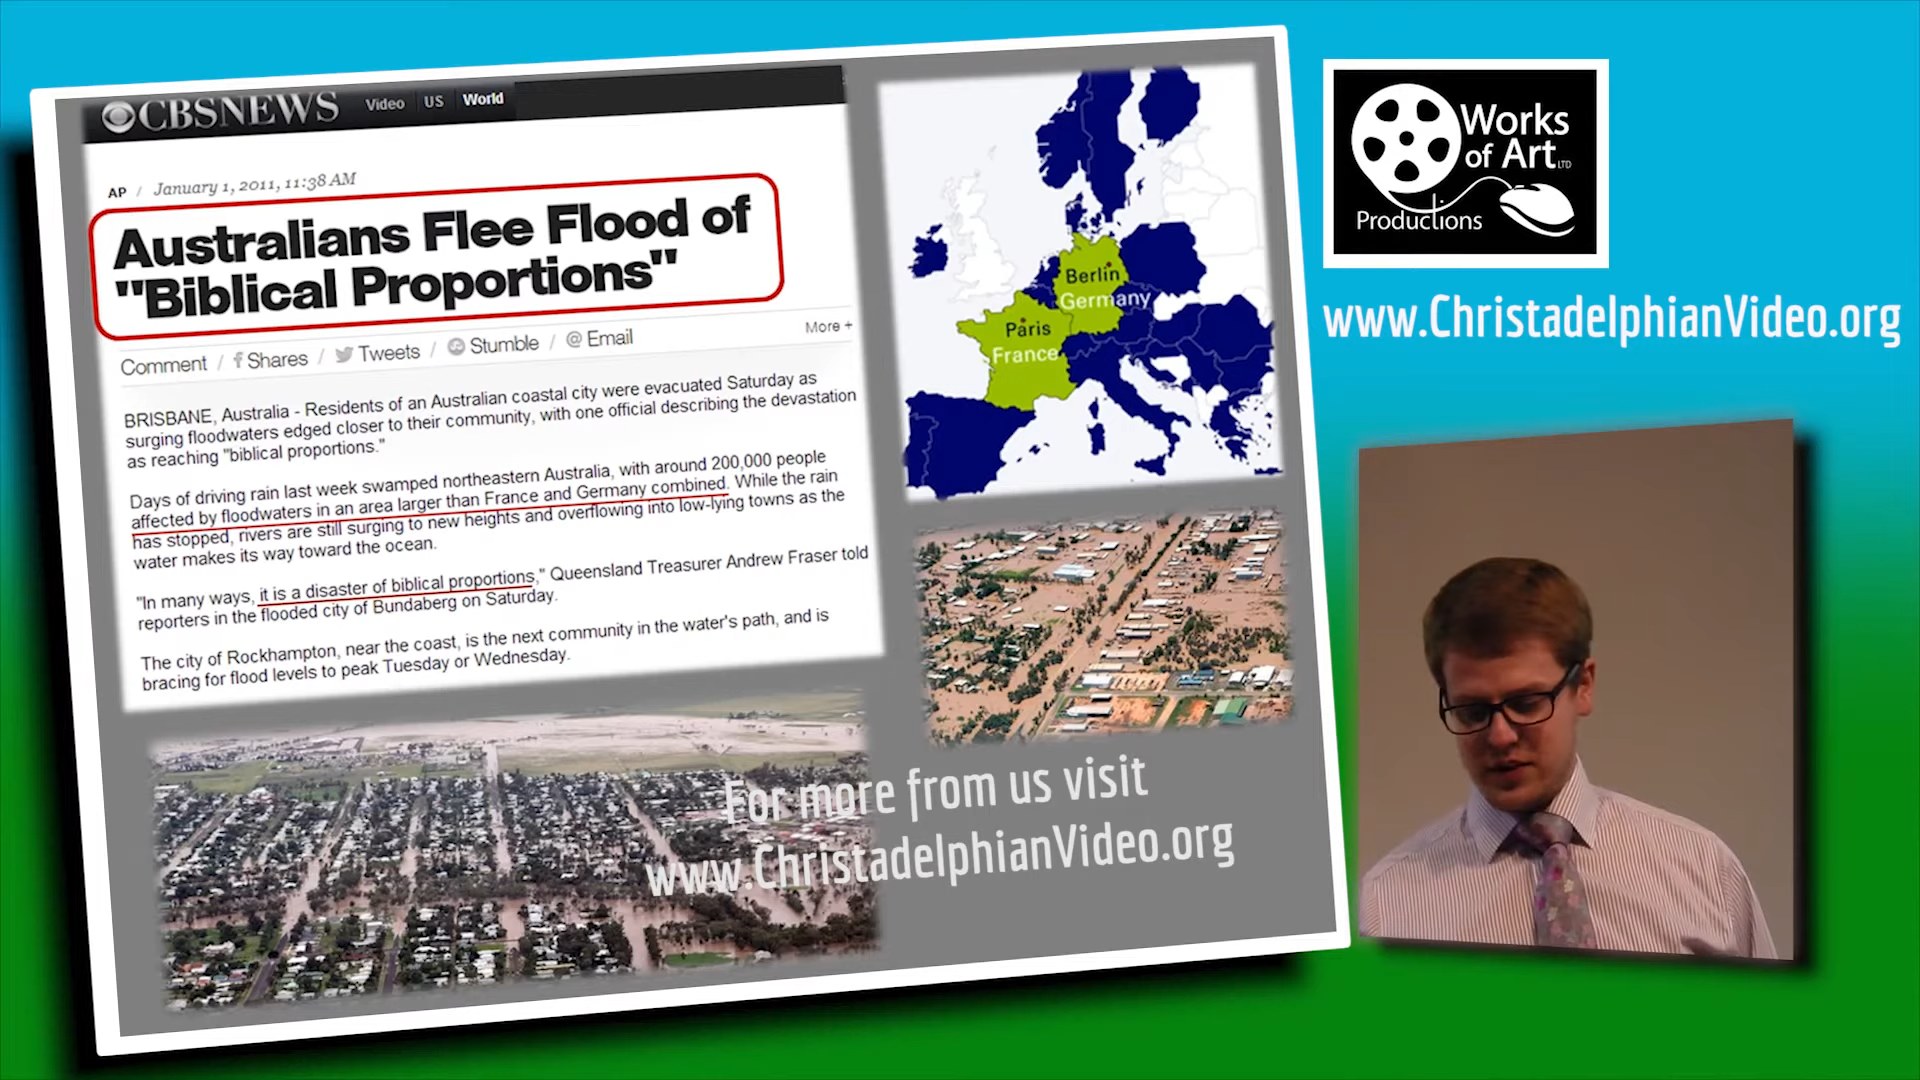 CBSNEWS Video US World
AP / January 1, 2011, 11:38 AM
Australians Flee Flood of
"Biblical Proportions"
Comment / Shares / Tweets / Stumble / @ Email More +
BRISBANE, Australia - Residents of an Australian coastal city were evacuated Saturday as
surging floodwaters edged closer to their community, with one official describing the devastation
as reaching "biblical proportions."
Days of driving rain last week swamped northeastern Australia, with around 200,000 people
affected by floodwaters in an area larger than France and Germany combined. While the rain
has stopped, rivers are still surging to new heights and overflowing into low-lying towns as the
water makes its way toward the ocean.
"In many ways, it is a disaster of biblical proportions," Queensland Treasurer Andrew Fraser told
reporters in the flooded city of Bundaberg on Saturday.
The city of Rockhampton, near the coast, is the next community in the water's path, and is
bracing for flood levels to peak Tuesday or Wednesday.
Berlin
Germany
Paris
France
For more from us visit
www.ChristadelphianVideo.org
Works
of Art LTD
Productions
www.ChristadelphianVideo.org